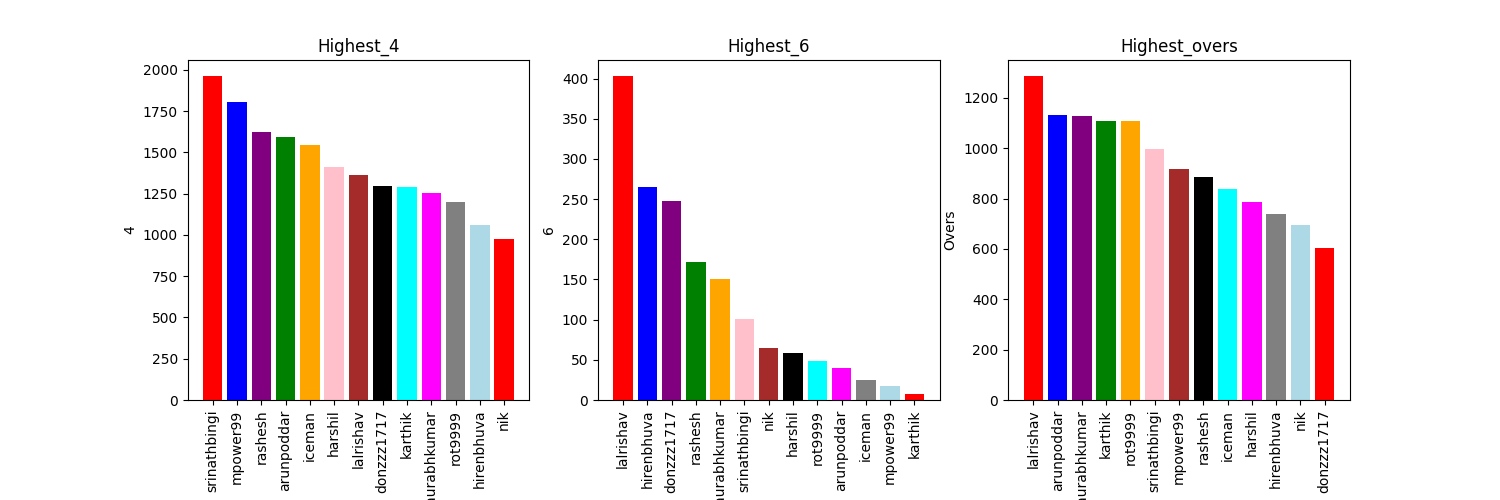 Highest_4
2000
1750
1500
1250
1000
750
500
250
0
4
srinathbingi
mpower99
rashesh
arunpoddar
iceman
harshil
lalrishav
donzzz1717
karthik
urabhkumar
rot9999
hirenbhuva
nik
Highest_6
400
350
300
250
200
150
100
50
0
6
lalrishav
hirenbhuva
donzzz1717
rashesh
urabhkumar
srinathbingi
nik
harshil
rot9999
arunpoddar
iceman
mpower99
karthik
Highest_overs
1200
1000
800
600
400
200
0
Overs
lalrishav
arunpoddar
urabhkumar
karthik
rot9999
srinathbingi
mpower99
rashesh
iceman
harshil
hirenbhuva
nik
donzzz1717